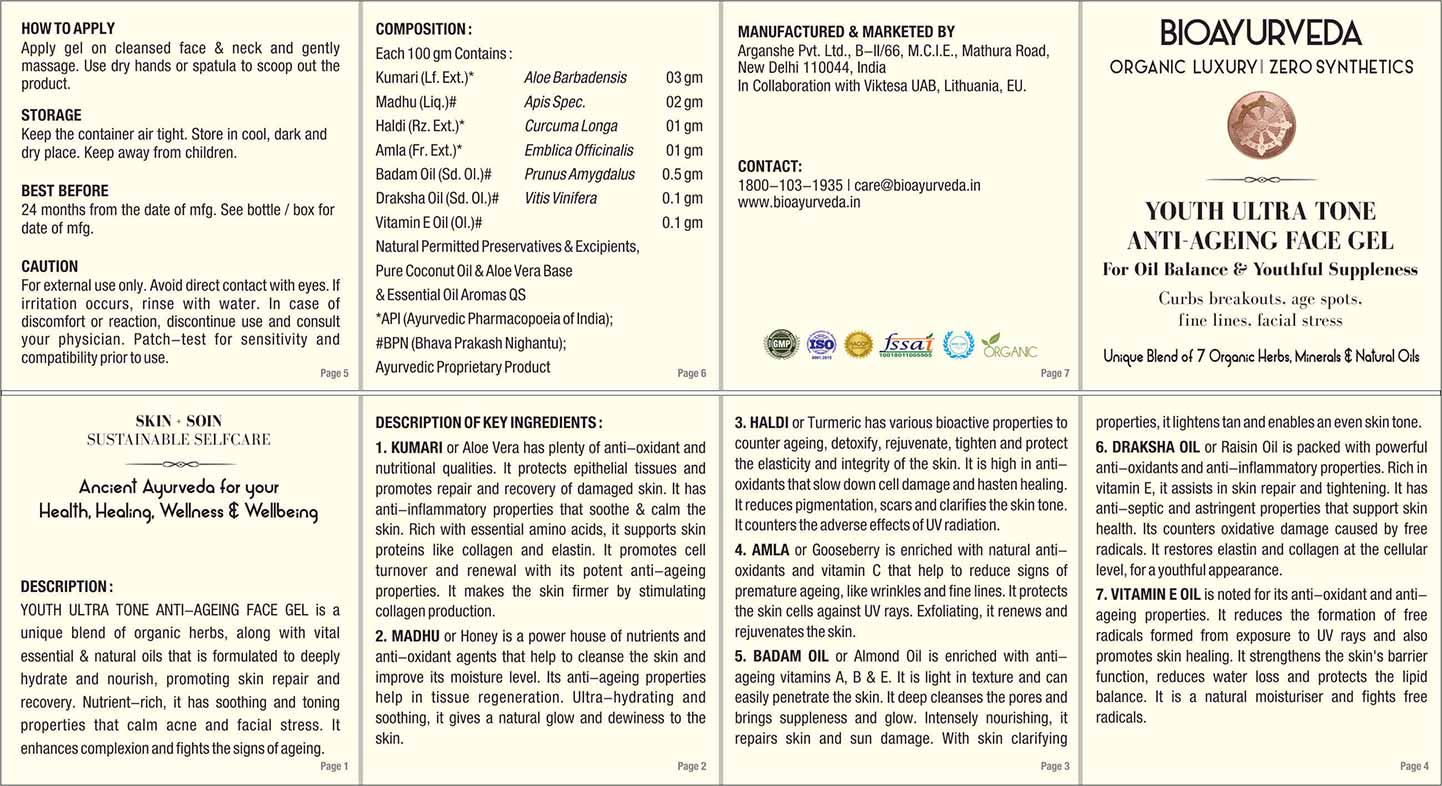 HOW TO APPLY
Apply gel on cleansed face & neck and gently
massage. Use dry hands or spatula to scoop out the
product.
STORAGE
Keep the container air tight. Store in cool, dark and
dry place. Keep away from children.
BEST BEFORE
24 months from the date of mfg. See bottle / box for
date of mfg.
CAUTION
For external use only. Avoid direct contact with eyes. If
irritation occurs, rinse with water. In case of
discomfort or reaction, discontinue use and consult
your physician. Patch–test for sensitivity and
compatibility prior to use.
Page 5
COMPOSITION :
Each 100 gm Contains :
Kumari (Lf. Ext.)* Aloe Barbadensis 03 gm
Madhu (Liq.)# Apis Spec. 02 gm
Haldi (Rz. Ext.)* Curcuma Longa 01 gm
Amla (Fr. Ext.)* Emblica Officinalis 01 gm
Badam Oil (Sd. Ol.)# Prunus Amygdalus 0.5 gm
Draksha Oil (Sd. Ol.)# Vitis Vinifera 0.1 gm
Vitamin E Oil (Ol.)# 0.1 gm
Natural Permitted Preservatives & Excipients,
Pure Coconut Oil & Aloe Vera Base
& Essential Oil Aromas QS
*API (Ayurvedic Pharmacopoeia of India);
#BPN (Bhava Prakash Nighantu);
Ayurvedic Proprietary Product
Page 6
MANUFACTURED & MARKETED BY
Arganshe Pvt. Ltd., B–II/66, M.C.I.E., Mathura Road,
New Delhi 110044, India
In Collaboration with Viktesa UAB, Lithuania, EU.
CONTACT:
1800–103–1935 | care@bioayurveda.in
www.bioayurveda.in
GMP
ISO
9001:2015
HACCP
fssai
10018011005505
ORGANIC
Page 7
BIOAYURVEDA
ORGANIC LUXURY| ZERO SYNTHETICS
YOUTH ULTRA TONE
ANTI-AGEING FACE GEL
For Oil Balance & Youthful Suppleness
Curbs breakouts, age spots,
fine lines, facial stress
Unique Blend of 7 Organic Herbs, Minerals & Natural Oils
SKIN + SOIN
SUSTAINABLE SELFCARE
Ancient Ayurveda for your
Health, Healing, Wellness & Wellbeing
DESCRIPTION :
YOUTH ULTRA TONE ANTI–AGEING FACE GEL is a
unique blend of organic herbs, along with vital
essential & natural oils that is formulated to deeply
hydrate and nourish, promoting skin repair and
recovery. Nutrient–rich, it has soothing and toning
properties that calm acne and facial stress. It
enhances complexion and fights the signs of ageing.
Page 1
DESCRIPTION OF KEY INGREDIENTS :
1. KUMARI or Aloe Vera has plenty of anti–oxidant and
nutritional qualities. It protects epithelial tissues and
promotes repair and recovery of damaged skin. It has
anti–inflammatory properties that soothe & calm the
skin. Rich with essential amino acids, it supports skin
proteins like collagen and elastin. It promotes cell
turnover and renewal with its potent anti–ageing
properties. It makes the skin firmer by stimulating
collagen production.
2. MADHU or Honey is a power house of nutrients and
anti–oxidant agents that help to cleanse the skin and
improve its moisture level. Its anti–ageing properties
help in tissue regeneration. Ultra–hydrating and
soothing, it gives a natural glow and dewiness to the
skin.
Page 2
3. HALDI or Turmeric has various bioactive properties to
counter ageing, detoxify, rejuvenate, tighten and protect
the elasticity and integrity of the skin. It is high in anti–
oxidants that slow down cell damage and hasten healing.
It reduces pigmentation, scars and clarifies the skin tone.
It counters the adverse effects of UV radiation.
4. AMLA or Gooseberry is enriched with natural anti–
oxidants and vitamin C that help to reduce signs of
premature ageing, like wrinkles and fine lines. It protects
the skin cells against UV rays. Exfoliating, it renews and
rejuvenates the skin.
5. BADAM OIL or Almond Oil is enriched with anti–
ageing vitamins A, B & E. It is light in texture and can
easily penetrate the skin. It deep cleanses the pores and
brings suppleness and glow. Intensely nourishing, it
repairs skin and sun damage. With skin clarifying
Page 3
properties, it lightens tan and enables an even skin tone.
6. DRAKSHA OIL or Raisin Oil is packed with powerful
anti–oxidants and anti–inflammatory properties. Rich in
vitamin E, it assists in skin repair and tightening. It has
anti–septic and astringent properties that support skin
health. Its counters oxidative damage caused by free
radicals. It restores elastin and collagen at the cellular
level, for a youthful appearance.
7. VITAMIN E OIL is noted for its anti–oxidant and anti–
ageing properties. It reduces the formation of free
radicals formed from exposure to UV rays and also
promotes skin healing. It strengthens the skin's barrier
function, reduces water loss and protects the lipid
balance. It is a natural moisturiser and fights free
radicals.
Page 4